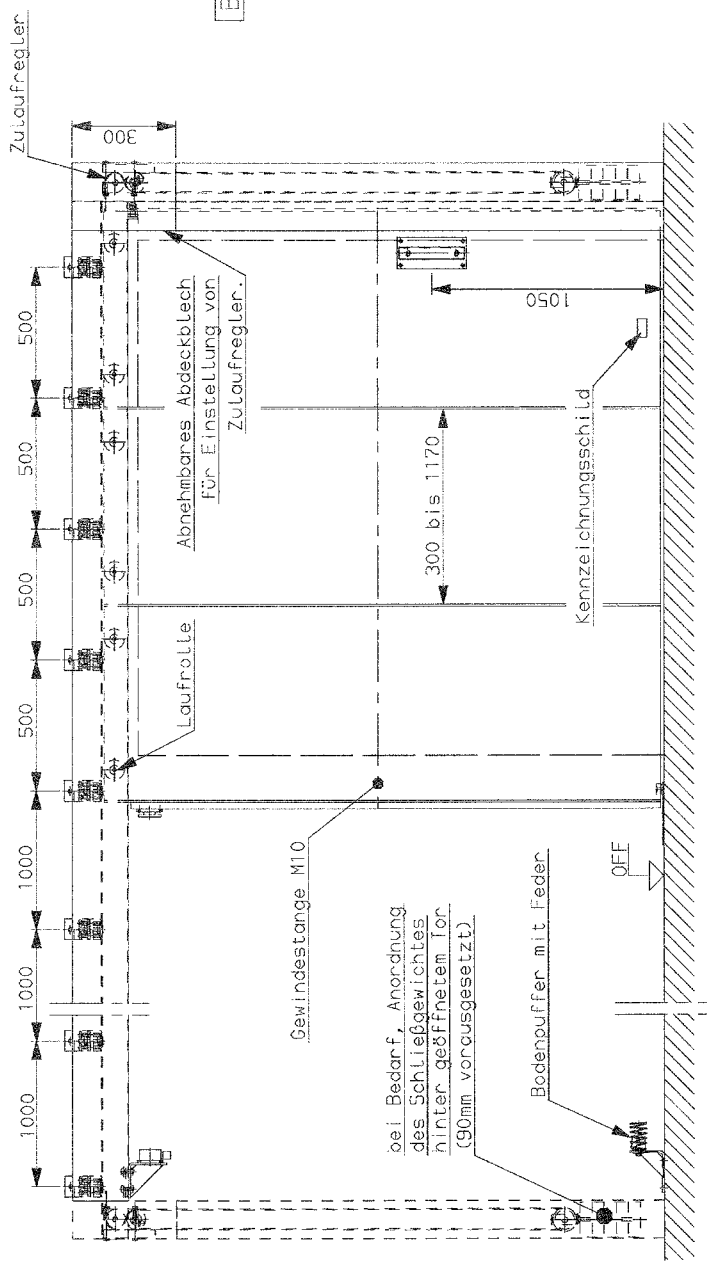 Zulaufregler
300
500
500
500
500
1000
1000
1000
Abnehmbares Abdeckblech
für Einstellung von
Zulaufregler.
1050
300 bis 1170
Kennzeichnungsschild
Laufrolle
Gewindestange M10
bei Bedarf, Anordnung
des Schließgewichtes
hinter geöffnetem Tor
(90mm vorausgesetzt)
OFF
Bodenpuffer mit Feder